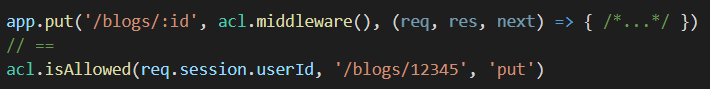 app.put('/blogs/:id', acl.middleware(), (req, res, next) => { /*...*/ })
// ==
acl.isAllowed(req.session.userId, '/blogs/12345', 'put')